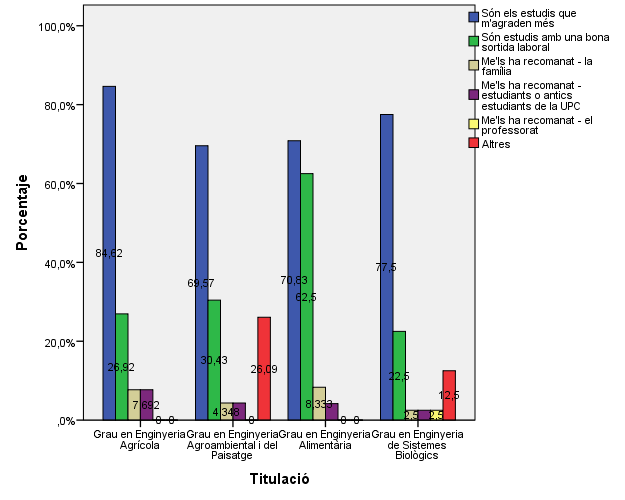 100,0%
80,0%
60,0%
40,0%
20,0%
,0%
Porcentaje
84,62
26,92
7,692
0
0
69,57
30,43
4,348
0
26,09
70,83
62,5
8,333
0
0
77,5
22,5
2,5
2,5
12,5
Grau en Enginyeria
Agrícola
Grau en Enginyeria
Agroambiental i del
Paisatge
Grau en Enginyeria
Alimentària
Grau en Enginyeria
de Sistemes
Biològics
Titulació
Són els estudis que
m'agraden més
Són estudis amb una bona
sortida laboral
Me'ls ha recomanat - la
família
Me'ls ha recomanat -
estudiants o antics
estudiants de la UPC
Me'ls ha recomanat - el
professorat
Altres